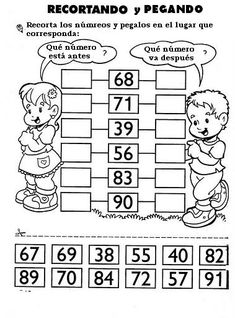 RECORTANDO y PEGANDO
Recorta los númreos y pegalos en el lugar que
corresponda:
Qué número
está antes ?
Qué número
va después ?
68
71
39
56
83
90
67 69 38 55 40 82
89 70 84 72 57 91